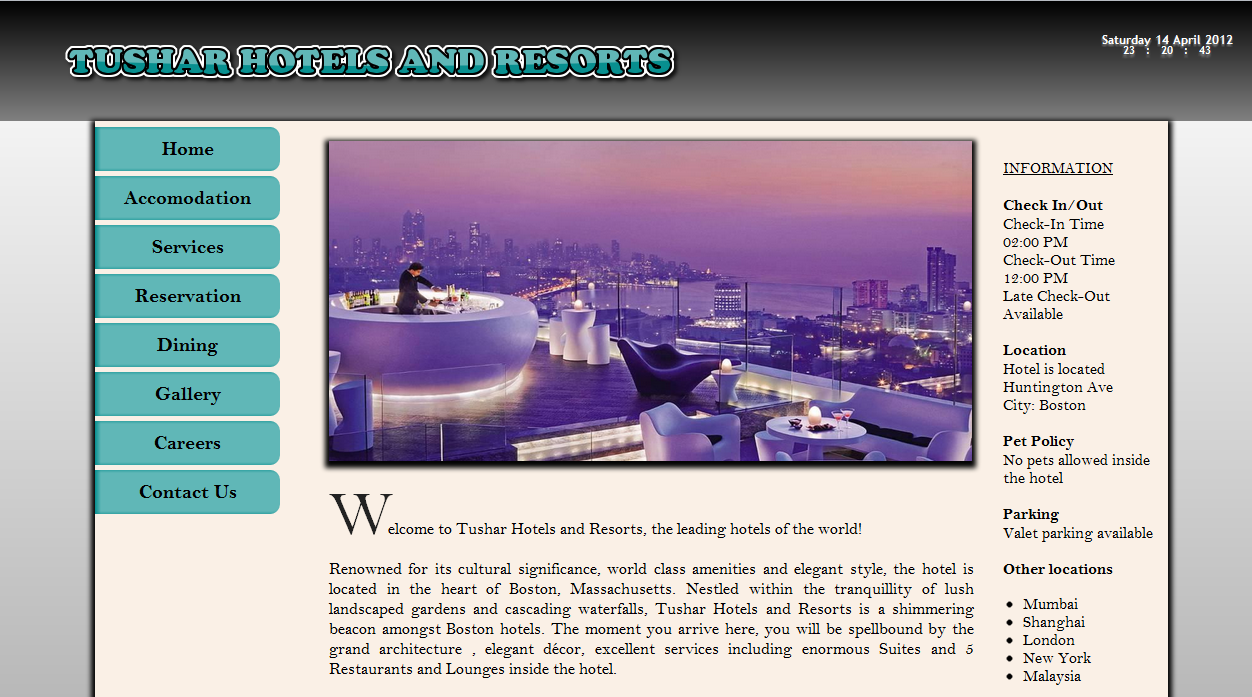 TUSHAR HOTELS AND RESORTS
Saturday 14 April 2012
23 : 20 : 43
Home
Accomodation
Services
Reservation
Dining
Gallery
Careers
Contact Us
Welcome to Tushar Hotels and Resorts, the leading hotels of the world!
Renowned for its cultural significance, world class amenities and elegant style, the hotel is
located in the heart of Boston, Massachusetts. Nestled within the tranquillity of lush
landscaped gardens and cascading waterfalls, Tushar Hotels and Resorts is a shimmering
beacon amongst Boston hotels. The moment you arrive here, you will be spellbound by the
grand architecture , elegant décor, excellent services including enormous Suites and 5
Restaurants and Lounges inside the hotel.
INFORMATION
Check In/Out
Check-In Time
02:00 PM
Check-Out Time
12:00 PM
Late Check-Out
Available
Location
Hotel is located
Huntington Ave
City: Boston
Pet Policy
No pets allowed inside
the hotel
Parking
Valet parking available
Other locations
• Mumbai
• Shanghai
• London
• New York
• Malaysia